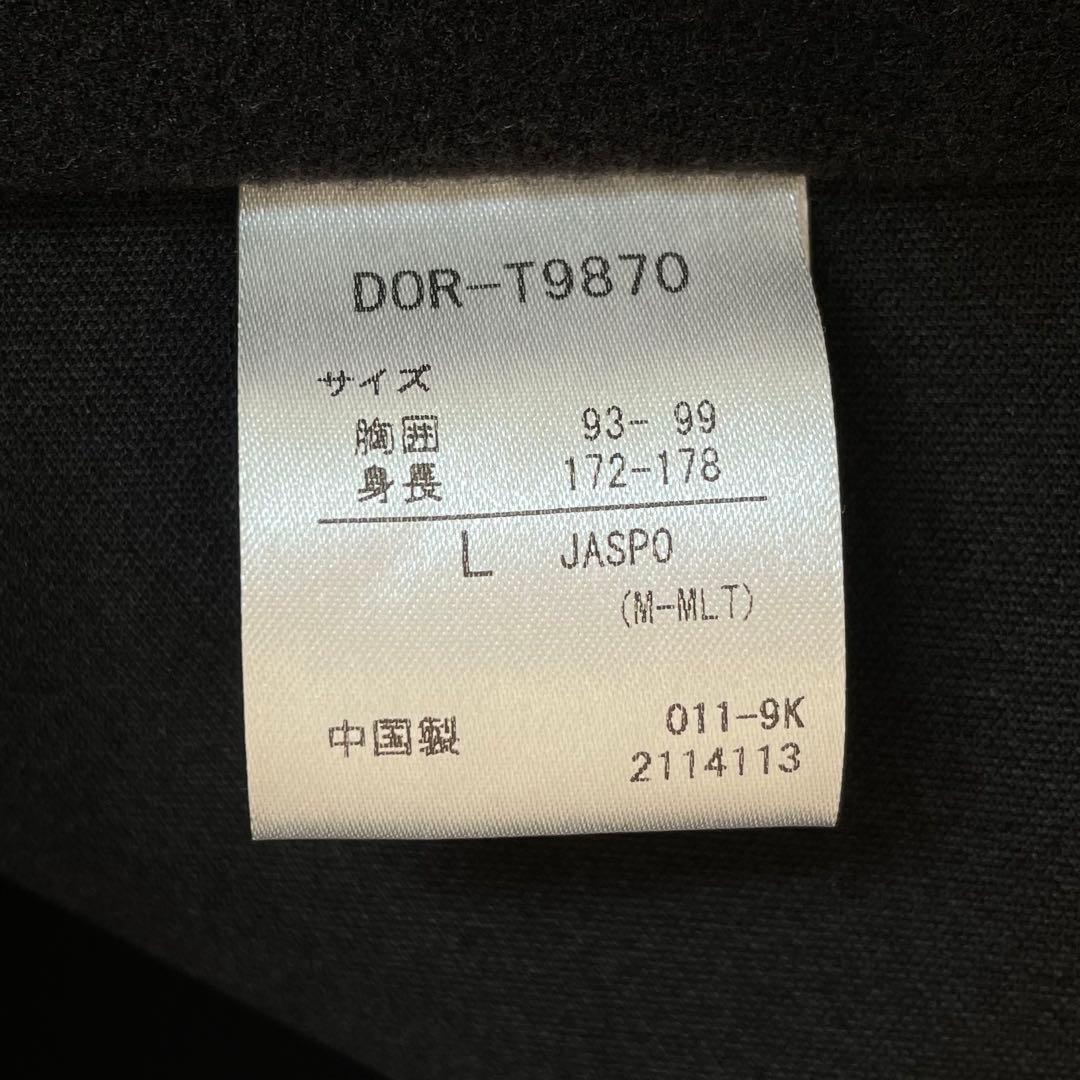 DOR-T9870
サイズ
胸囲 93- 99
身長 172-178
L JASPO
(M-MLT)
中国製 011-9K
2114113